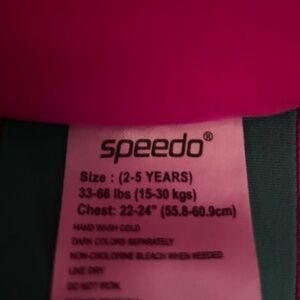 speedo®
Size : (2-5 YEARS)
33-66 lbs (15-30 kgs)
Chest: 22-24" (55.8-60.9cm)
HAND WASH COLD.
DARK COLORS SEPARATELY
NON-CHOLORINE BLEACH WHEN NEEDED.
LINE DRY
DO NOT IRON.